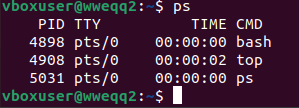 vboxuser@wweqq2:~$ ps
    PID TTY          TIME CMD
   4898 pts/0    00:00:00 bash
   4908 pts/0    00:00:02 top
   5031 pts/0    00:00:00 ps
vboxuser@wweqq2:~$